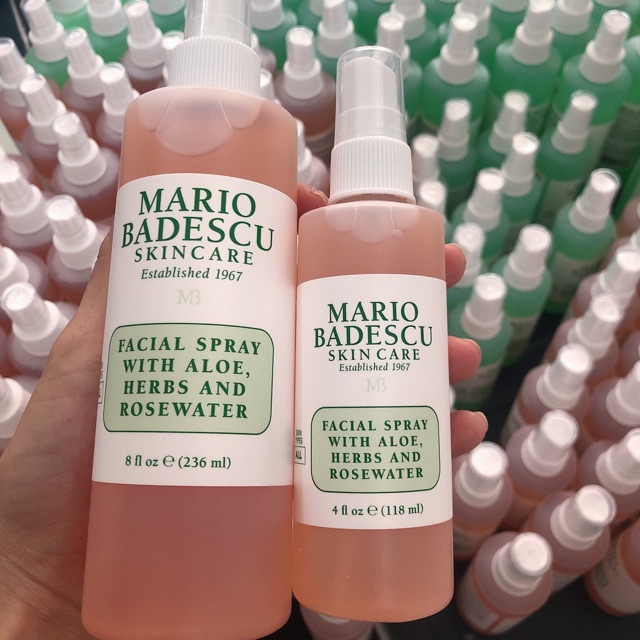 MARIO
BADESCU
SKINCARE
Established 1967
MB
FACIAL SPRAY
WITH ALOE,
HERBS AND
ROSEWATER
8 fl oz ℮ (236 ml)
MARIO
BADESCU
SKIN CARE
Established 1967
MB
FACIAL SPRAY
WITH ALOE,
HERBS AND
ROSEWATER
4 fl oz ℮ (118 ml)
SKIN
TYPES
ALL